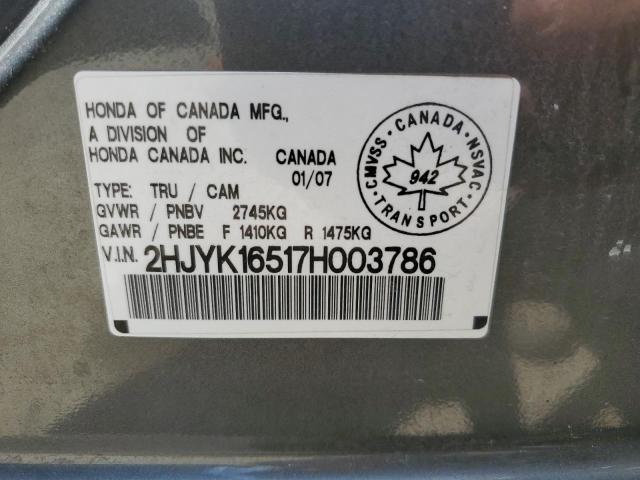 HONDA OF CANADA MFG.,
A DIVISION OF
HONDA CANADA INC. CANADA
01/07
TYPE: TRU / CAM
GVWR / PNBV 2745KG
GAWR / PNBE F 1410KG R 1475KG
V.I.N. 2HJYK16517H003786
CMVSS • CANADA • NSVAC
942
TRANSPORT